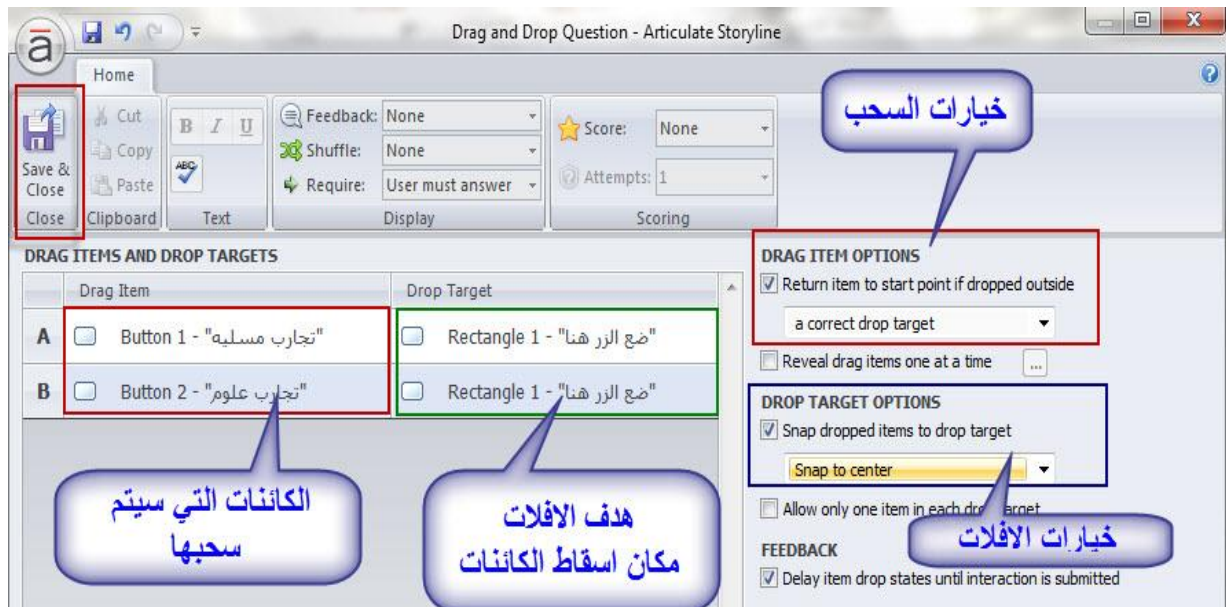 Drag and Drop Question - Articulate Storyline
Home
Save & Close
Close
Cut
Copy
Paste
Clipboard
B I U
ABC
Text
Feedback: None
Shuffle: None
Require: User must answer
Display
Score: None
Attempts: 1
Scoring
خيارات السحب
DRAG ITEMS AND DROP TARGETS
Drag Item
Drop Target
A
Button 1 - "تجارب مسليه"
Rectangle 1 - "ضع الزر هنا"
B
Button 2 - "تجارب علوم"
Rectangle 1 - "ضع الزر هنا"
الكائنات التي سيتم
سحبها
هدف الافلات
مكان اسقاط الكائنات
DRAG ITEM OPTIONS
Return item to start point if dropped outside
a correct drop target
Reveal drag items one at a time
...
DROP TARGET OPTIONS
Snap dropped items to drop target
Snap to center
Allow only one item in each drop target
خيارات الافلات
FEEDBACK
Delay item drop states until interaction is submitted